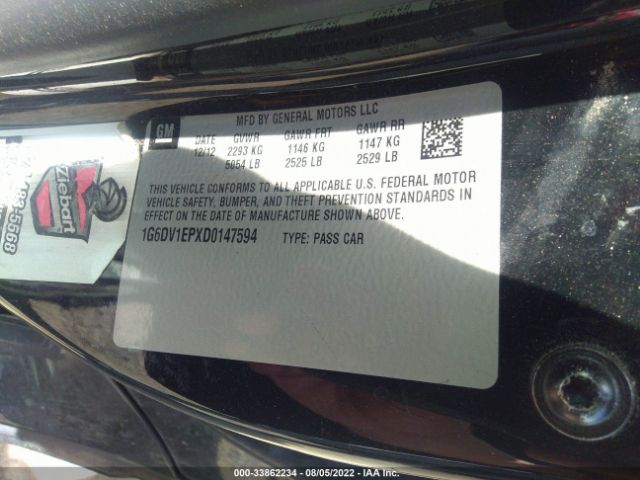 MFD BY GENERAL MOTORS LLC
GM
DATE GVWR GAWR FRT GAWR RR
12/12 2293 KG 1146 KG 1147 KG
5054 LB 2525 LB 2529 LB
THIS VEHICLE CONFORMS TO ALL APPLICABLE U.S. FEDERAL MOTOR
VEHICLE SAFETY, BUMPER, AND THEFT PREVENTION STANDARDS IN
EFFECT ON THE DATE OF MANUFACTURE SHOWN ABOVE.
1G6DV1EPXD0147594 TYPE: PASS CAR
Ziebart
000-33862234 - 08/05/2022 - IAA Inc.